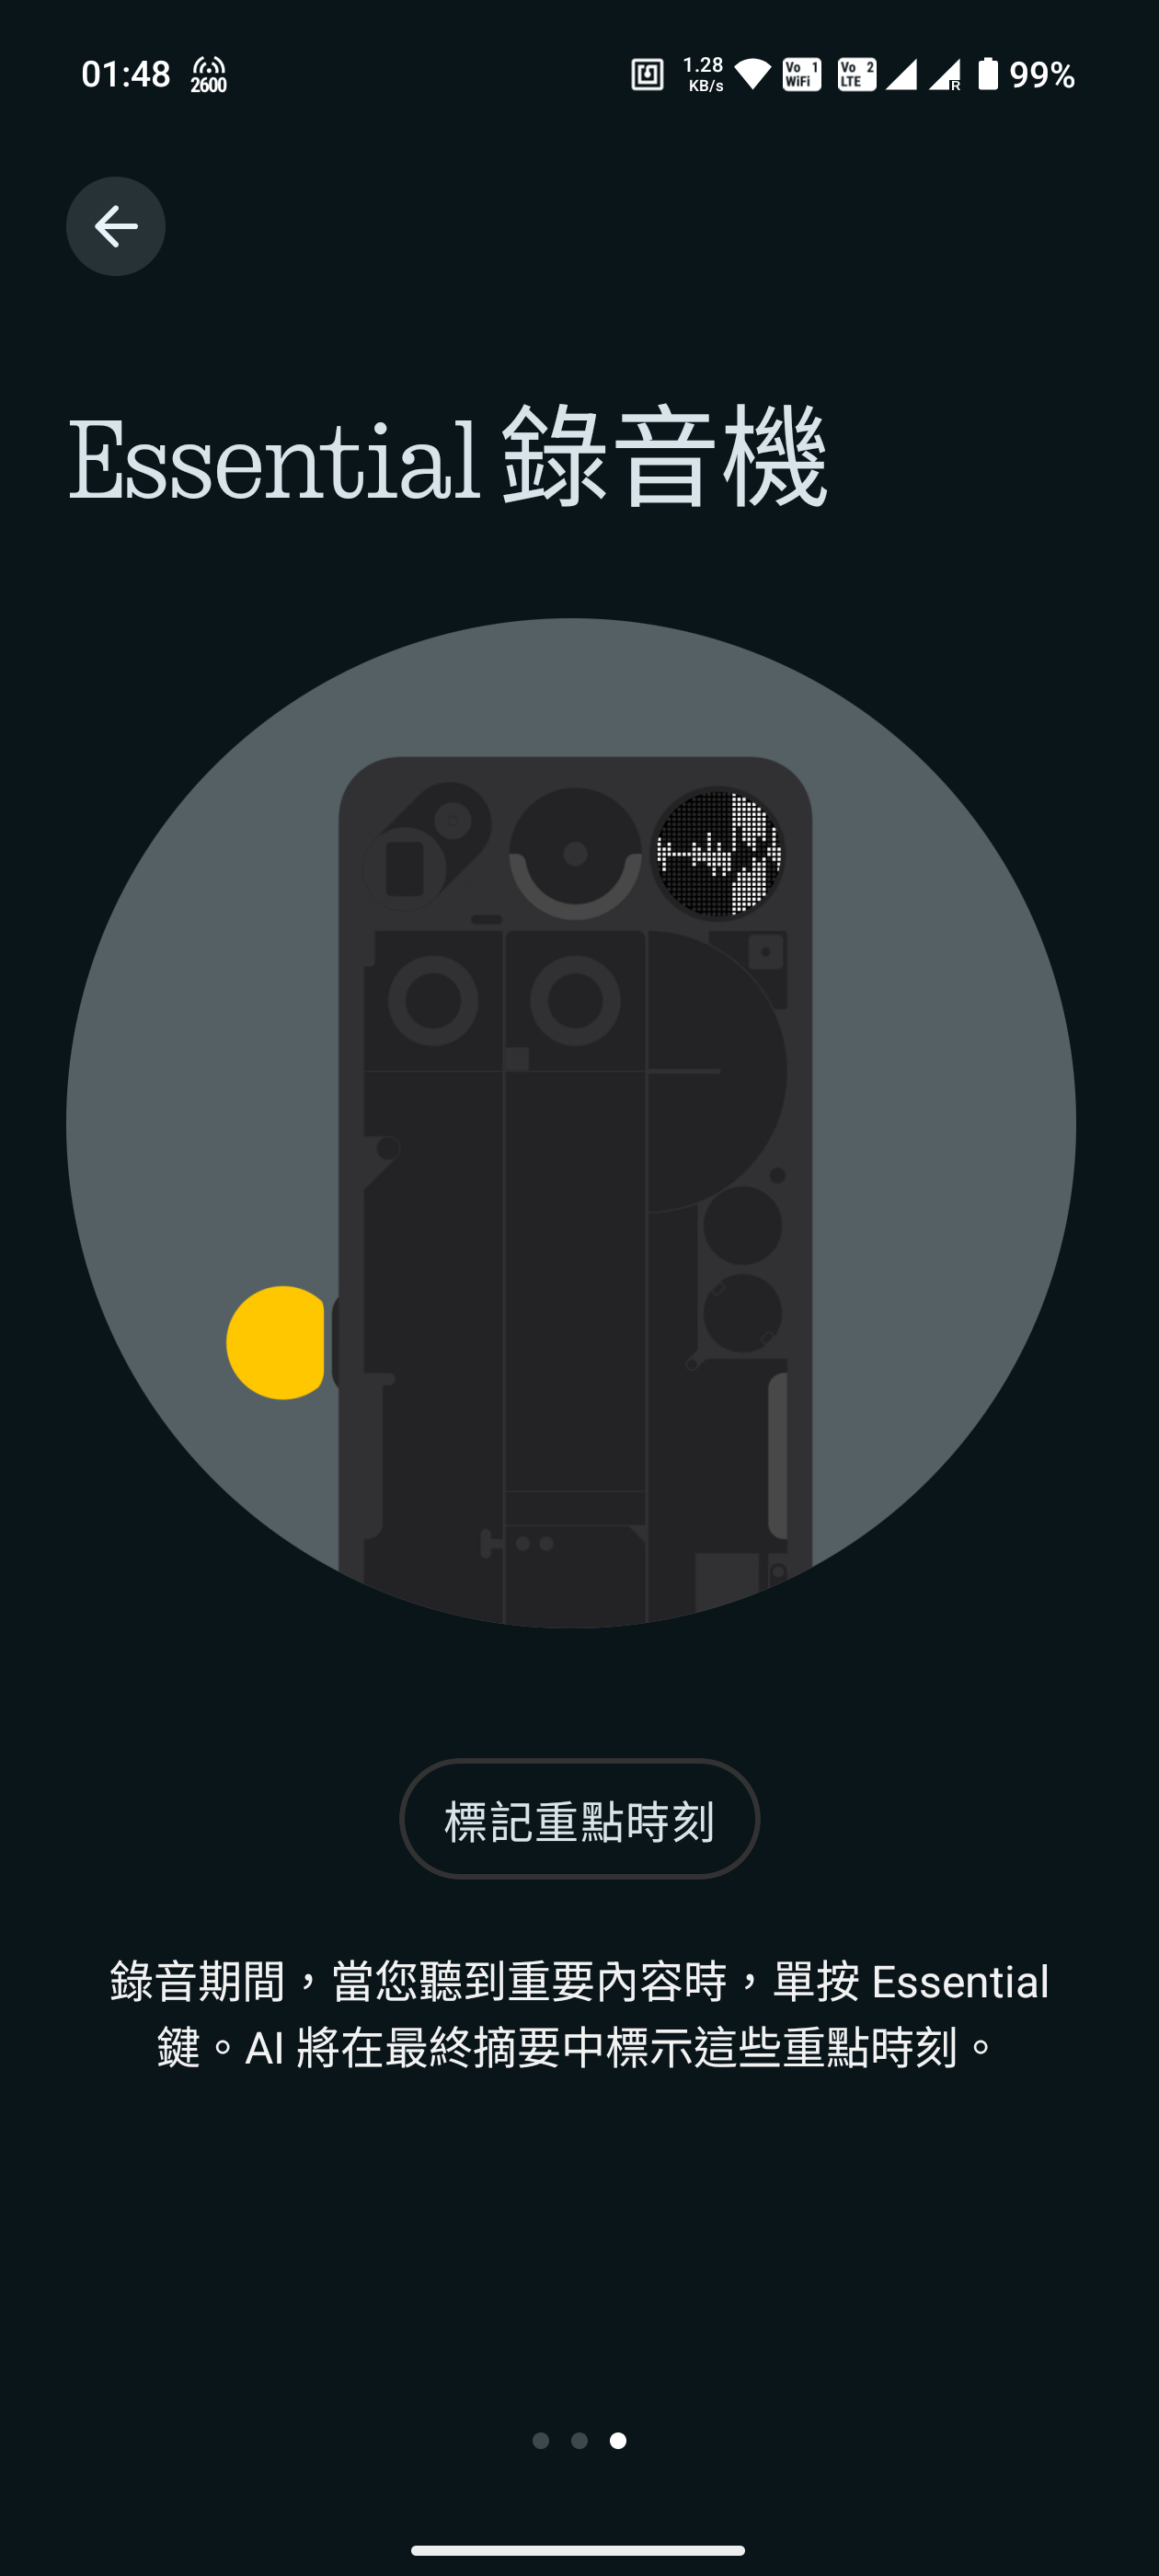 01:48
2600
1.28
KB/s
Vo 1
WiFi
Vo 2
LTE
R
99%
Essential 錄音機
標記重點時刻
錄音期間，當您聽到重要內容時，單按 Essential
鍵。AI 將在最終摘要中標示這些重點時刻。